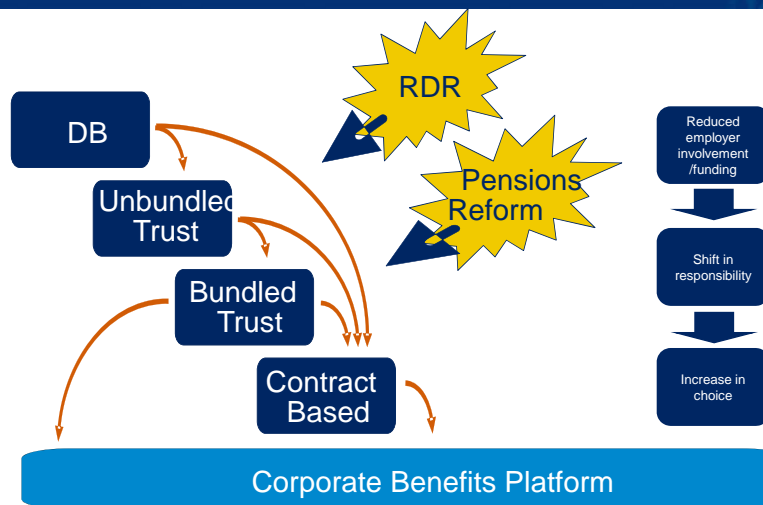 RDR
DB
Reduced
employer
involvement
/funding
Pensions
Reform
Unbundled
Trust
Shift in
responsibility
Bundled
Trust
Contract
Based
Increase in
choice
Corporate Benefits Platform